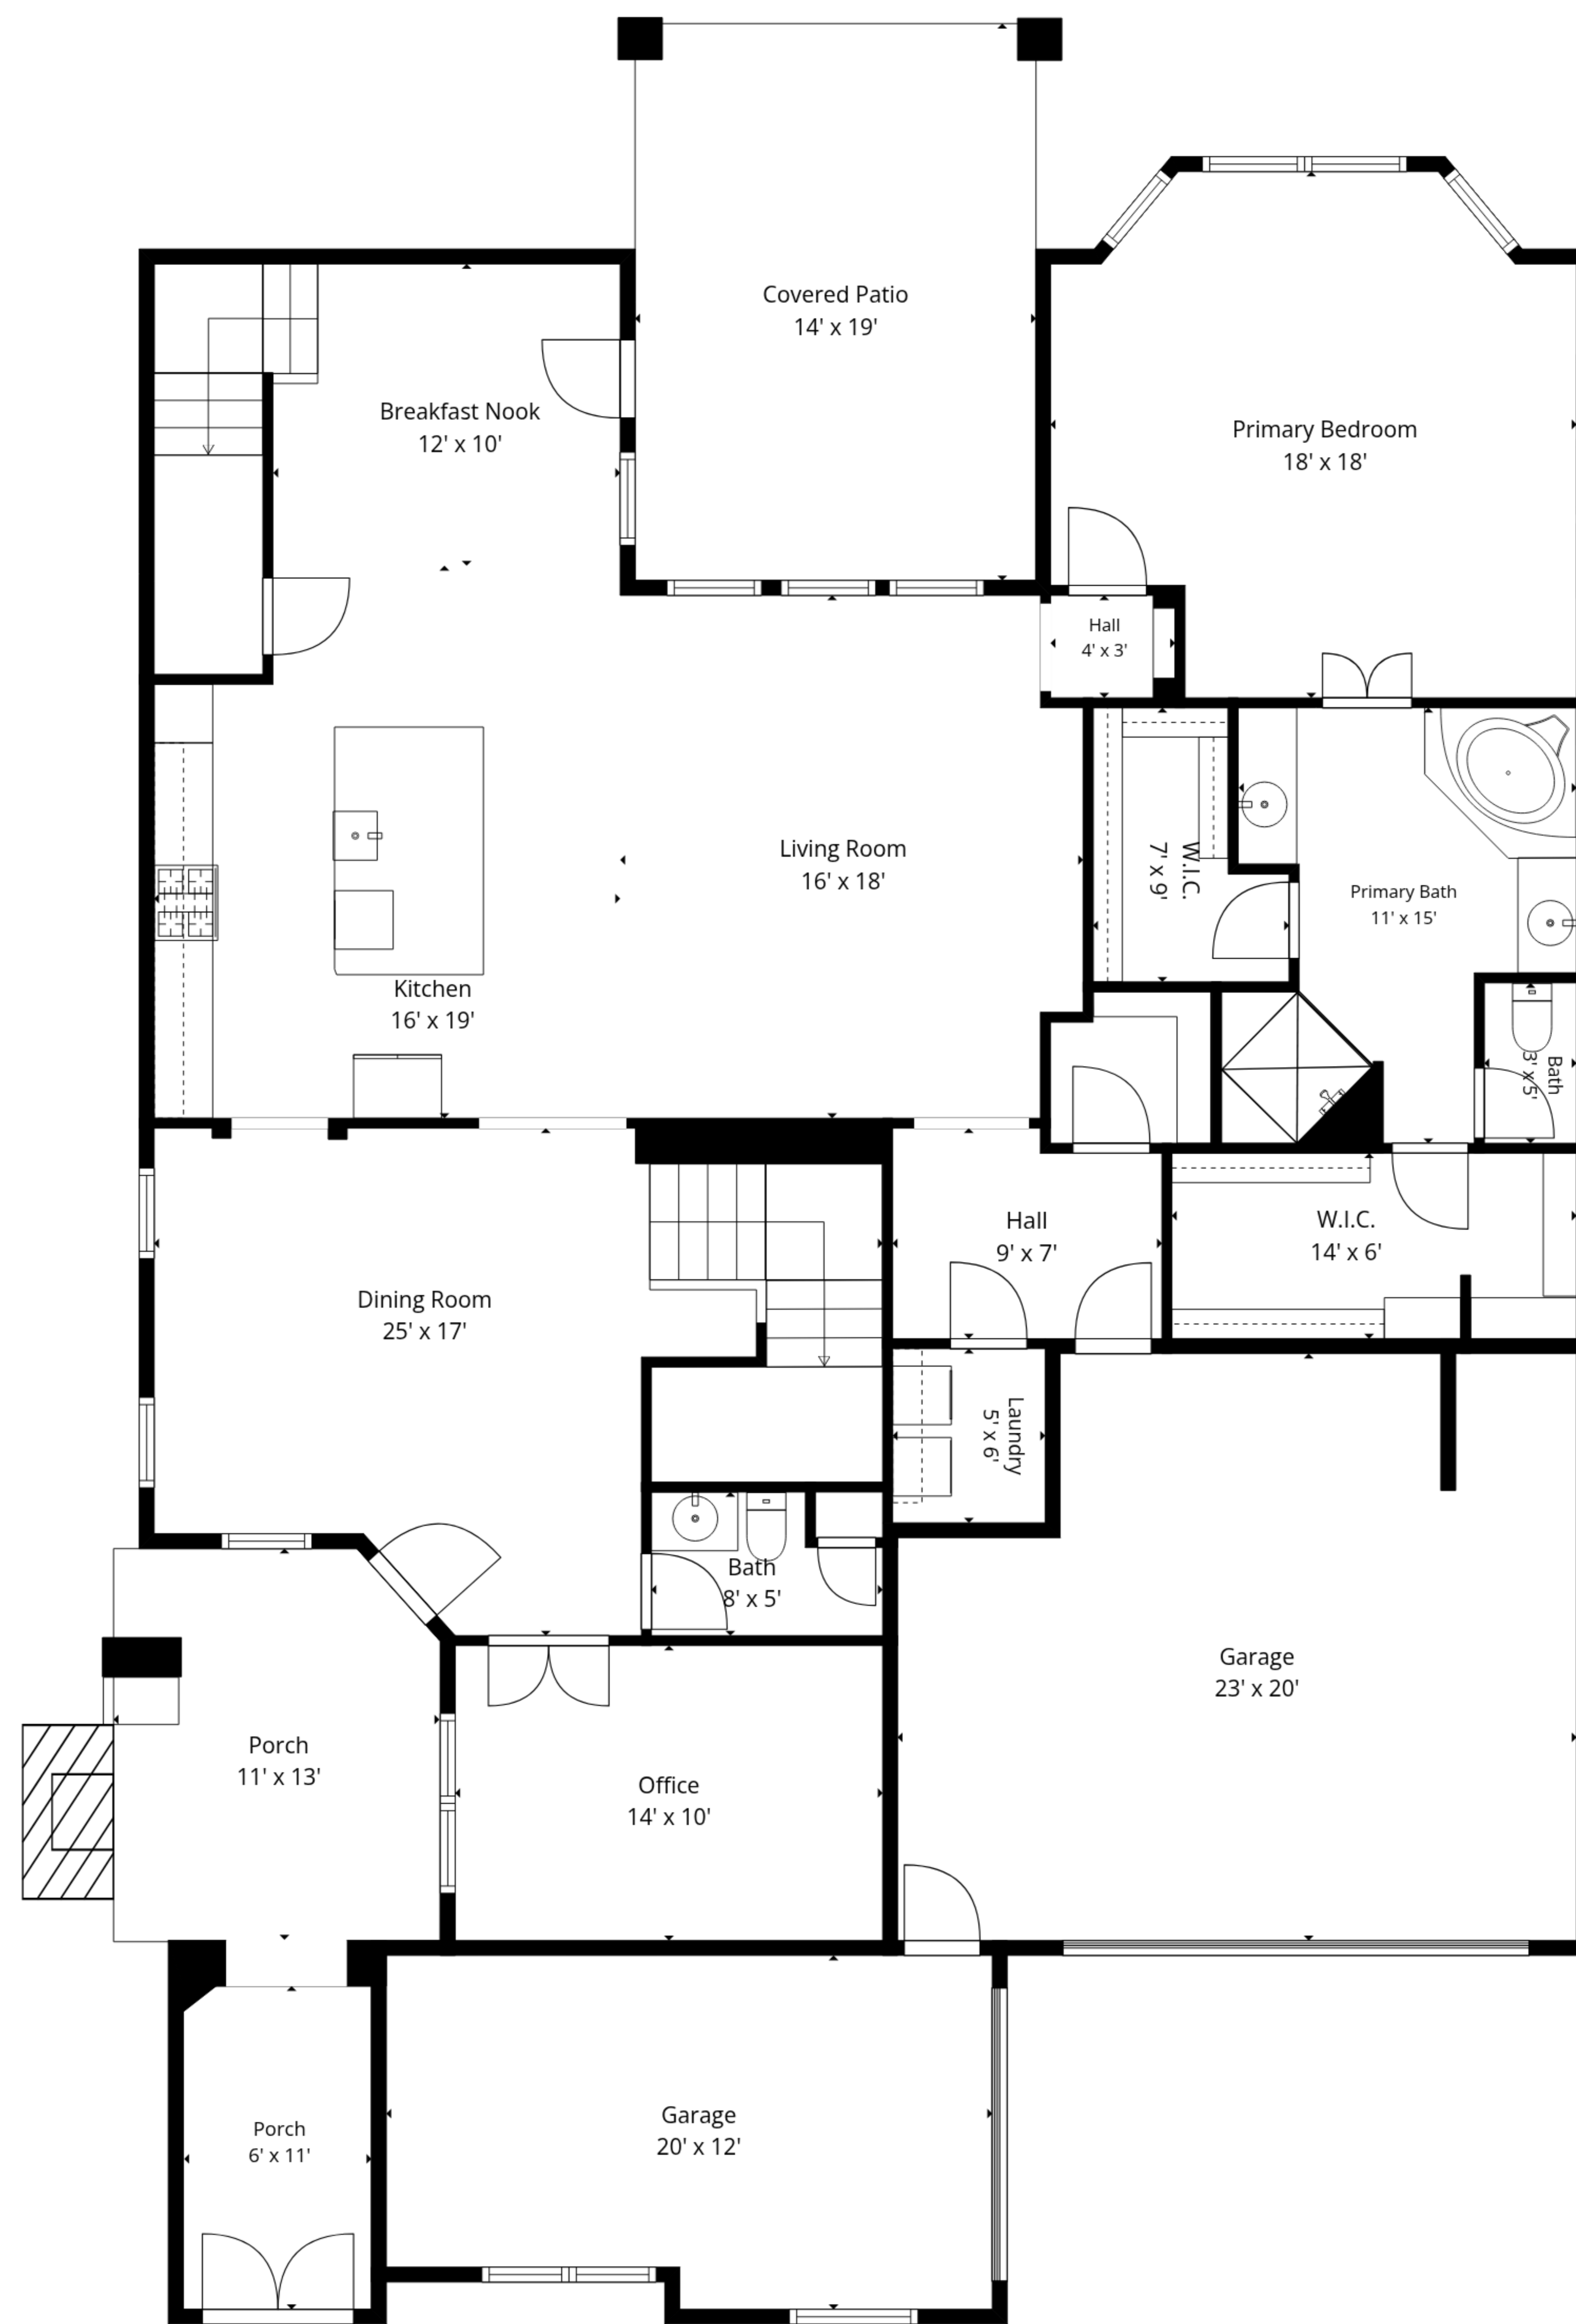 Covered Patio
14' x 19'
Breakfast Nook
12' x 10'
Primary Bedroom
18' x 18'
Hall
4' x 3'
Living Room
16' x 18'
W.I.C.
7' x 9'
Primary Bath
11' x 15'
Kitchen
16' x 19'
Bath
3' x 5'
Hall
9' x 7'
W.I.C.
14' x 6'
Dining Room
25' x 17'
Laundry
5' x 6'
Bath
8' x 5'
Garage
23' x 20'
Porch
11' x 13'
Office
14' x 10'
Garage
20' x 12'
Porch
6' x 11'